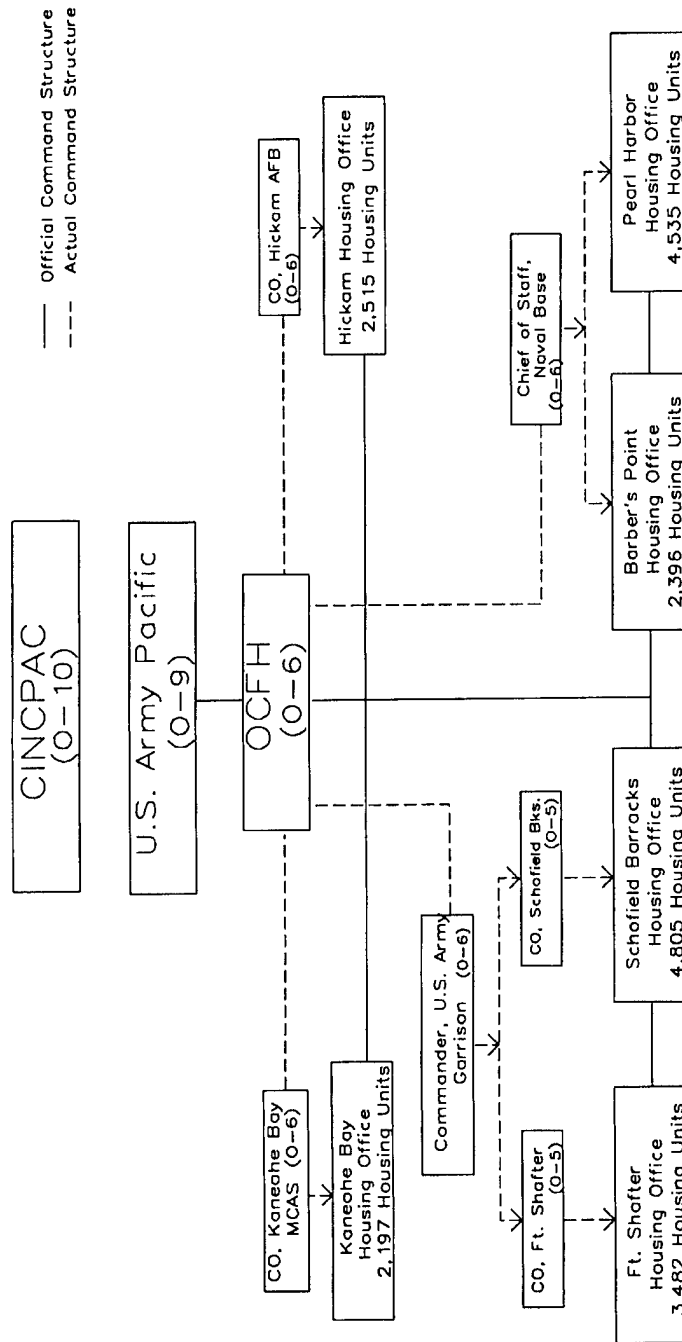 Official Command Structure
Actual Command Structure
CINCPAC
(O-10)
U.S. Army Pacific
(O-9)
OCFH
(O-6)
CO, Kaneahe Bay
MCAS (O-6)
Kaneohe Bay
Housing Office
2,197 Housing Units
CO, Hickam AFB
(O-6)
Hickam Housing Office
2,515 Housing Units
Commander, U.S. Army
Garrison (O-6)
Chief of Staff,
Naval Base
(O-6)
CO, Ft. Shafter
(O-5)
CO, Schofield Bks.
(O-5)
Ft. Shafter
Housing Office
3,482 Housing Units
Schofield Barracks
Housing Office
4,805 Housing Units
Barber's Point
Housing Office
2,396 Housing Units
Pearl Harbor
Housing Office
4,535 Housing Units